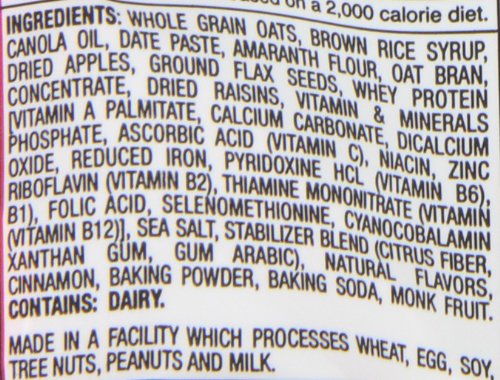 on a 2,000 calorie diet.
INGREDIENTS: WHOLE GRAIN OATS, BROWN RICE SYRUP,
CANOLA OIL, DATE PASTE, AMARANTH FLOUR, OAT BRAN,
DRIED APPLES, GROUND FLAX SEEDS, WHEY PROTEIN
CONCENTRATE, DRIED RAISINS, VITAMIN & MINERALS
[VITAMIN A PALMITATE, CALCIUM CARBONATE, DICALCIUM
PHOSPHATE, ASCORBIC ACID (VITAMIN C), NIACIN, ZINC
OXIDE, REDUCED IRON, PYRIDOXINE HCL (VITAMIN B6),
RIBOFLAVIN (VITAMIN B2), THIAMINE MONONITRATE (VITAMIN
B1), FOLIC ACID, SELENOMETHIONINE, CYANOCOBALAMIN
(VITAMIN B12)], SEA SALT, STABILIZER BLEND (CITRUS FIBER,
XANTHAN GUM, GUM ARABIC), NATURAL FLAVORS,
CINNAMON, BAKING POWDER, BAKING SODA, MONK FRUIT.
CONTAINS: DAIRY.
MADE IN A FACILITY WHICH PROCESSES WHEAT, EGG, SOY,
TREE NUTS, PEANUTS AND MILK.